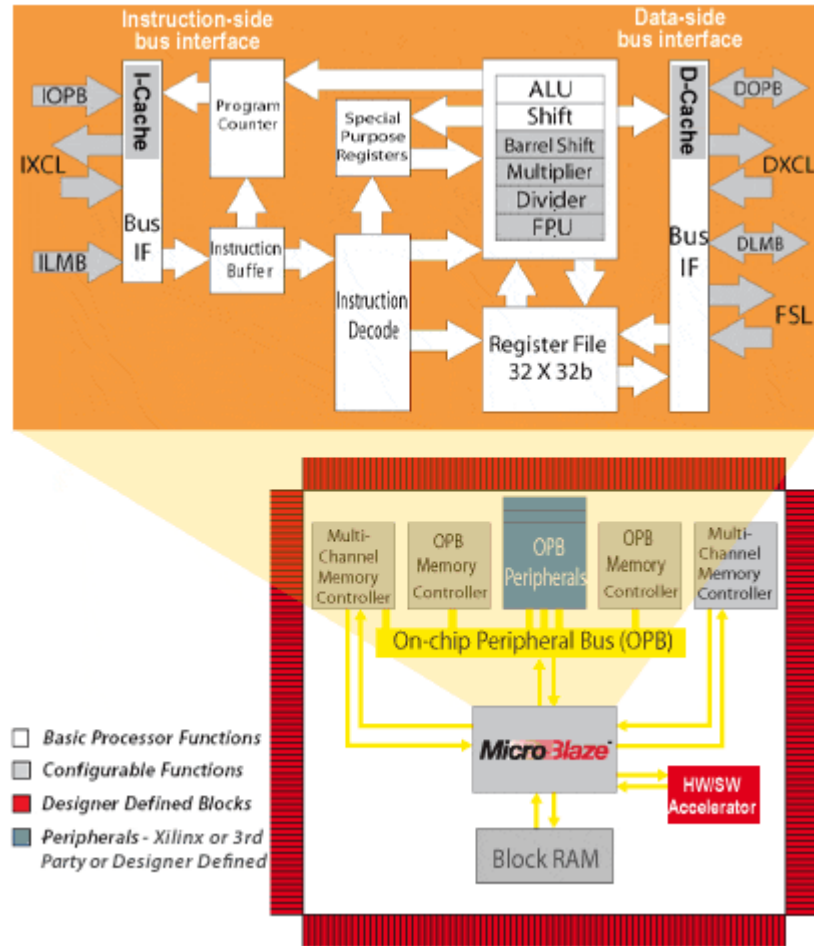 Instruction-side
bus interface
Data-side
bus interface
IOPB
IXCL
ILMB
I-Cache
Bus
IF
Program
Counter
Instruction
Buffer
Special
Purpose
Registers
Instruction
Decode
ALU
Shift
Barrel Shift
Multiplier
Divider
FPU
Register File
32 X 32b
D-Cache
Bus
IF
DOPB
DXCL
DLMB
FSL
Multi-
Channel
Memory
Controller
OPB
Memory
Controller
OPB
Peripherals
OPB
Memory
Controller
Multi-
Channel
Memory
Controller
On-chip Peripheral Bus (OPB)
MicroBlaze™
HW/SW
Accelerator
Block RAM
Basic Processor Functions
Configurable Functions
Designer Defined Blocks
Peripherals - Xilinx or 3rd
Party or Designer Defined